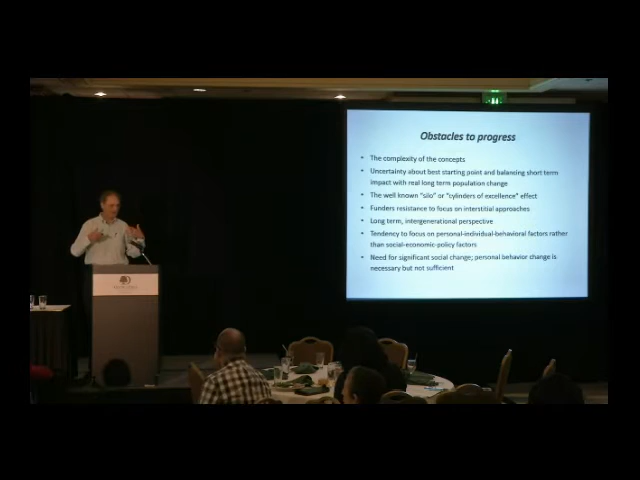 Obstacles to progress
• The complexity of the concepts
• Uncertainty about best starting point and balancing short term
impact with real long term population change
• The well known "silo" or "cylinders of excellence" effect
• Funders resistance to focus on interstitial approaches
• Long term, intergenerational perspective
• Tendency to focus on personal-individual-behavioral factors rather
than social-economic-policy factors
• Need for significant social change; personal behavior change is
necessary but not sufficient